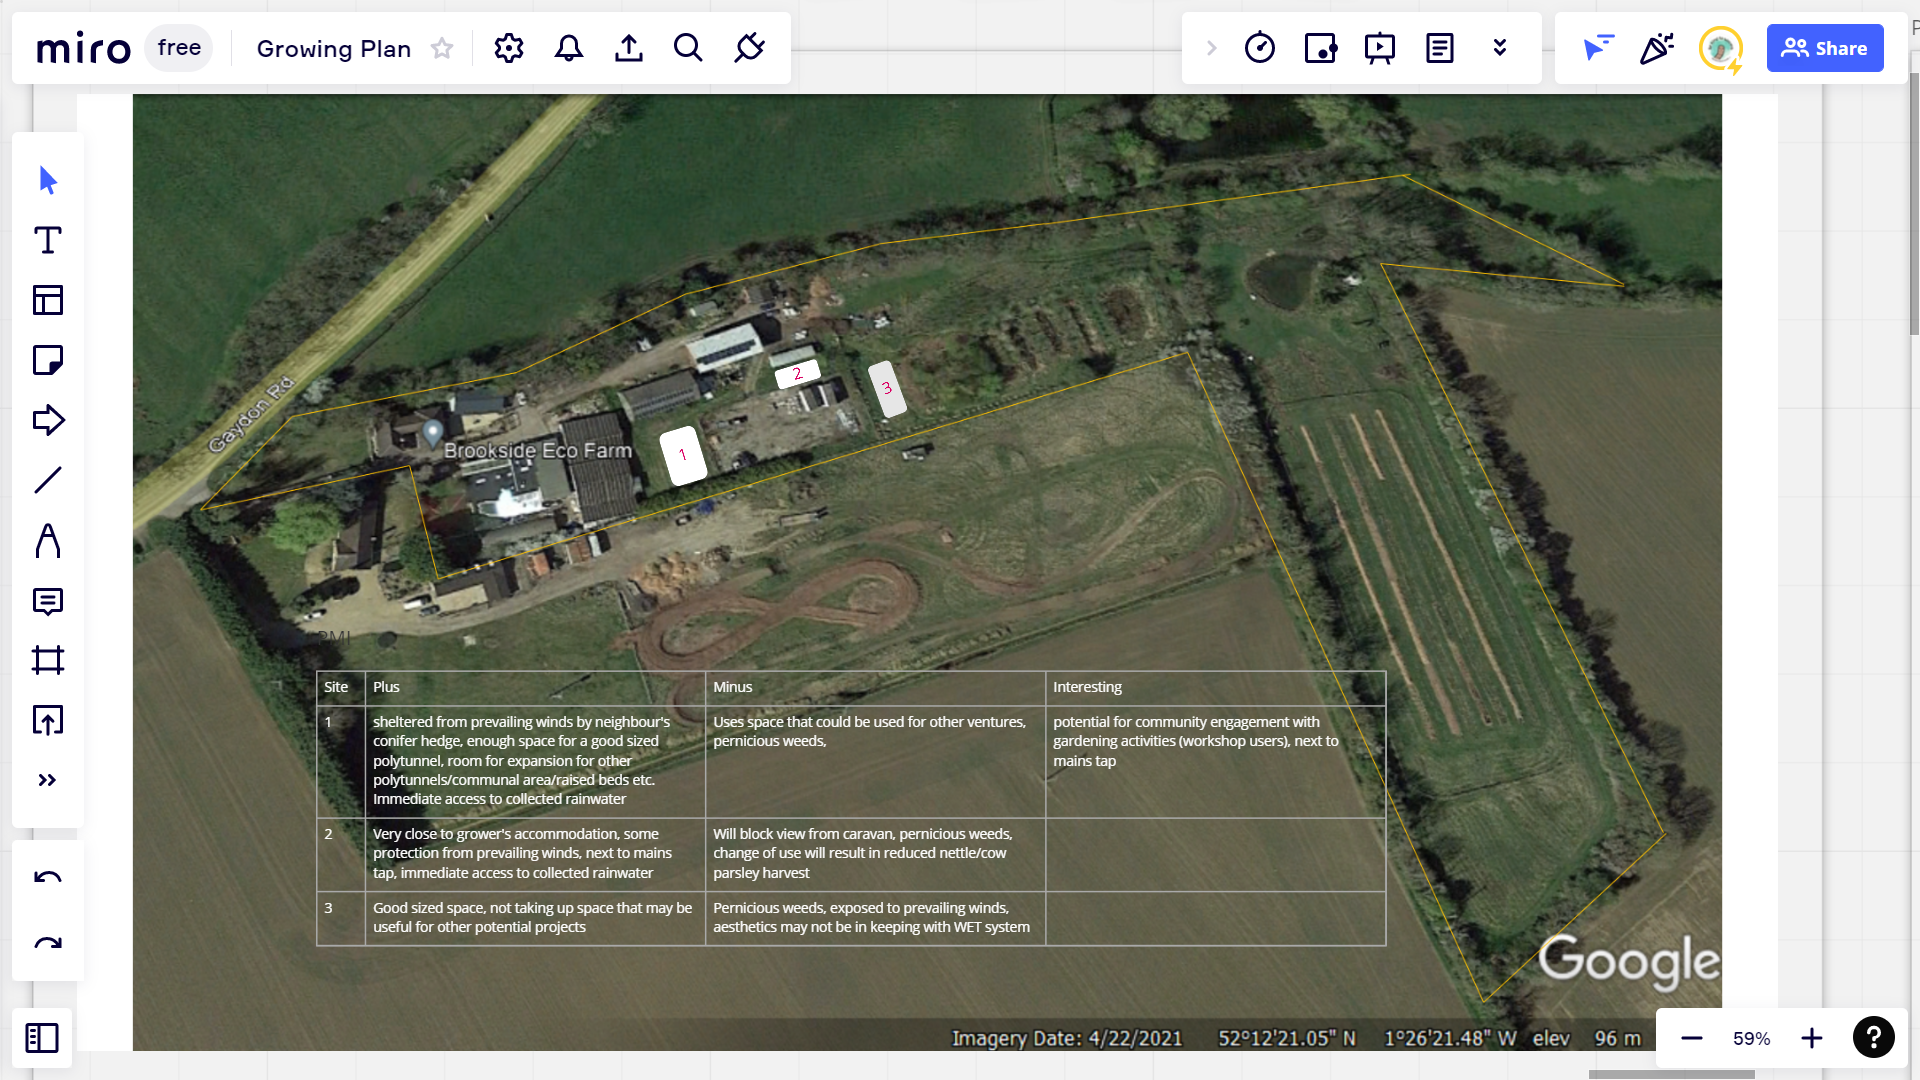 miro free Growing Plan
Share
Gaydon Rd
Brookside Eco Farm
2
3
1
PMI
Site Plus Minus Interesting
1 sheltered from prevailing winds by neighbour's
conifer hedge, enough space for a good sized
polytunnel, room for expansion for other
polytunnels/communal area/raised beds etc.
Immediate access to collected rainwater
Uses space that could be used for other ventures,
pernicious weeds,
potential for community engagement with
gardening activities (workshop users), next to
mains tap
2 Very close to grower's accommodation, some
protection from prevailing winds, next to mains
tap, immediate access to collected rainwater
Will block view from caravan, pernicious weeds,
change of use will result in reduced nettle/cow
parsley harvest
3 Good sized space, not taking up space that may be
useful for other potential projects
Pernicious weeds, exposed to prevailing winds,
aesthetics may not be in keeping with WET system
Google
Imagery Date: 4/22/2021 52°12'21.05" N 1°26'21.48" W elev 96 m
59%
?